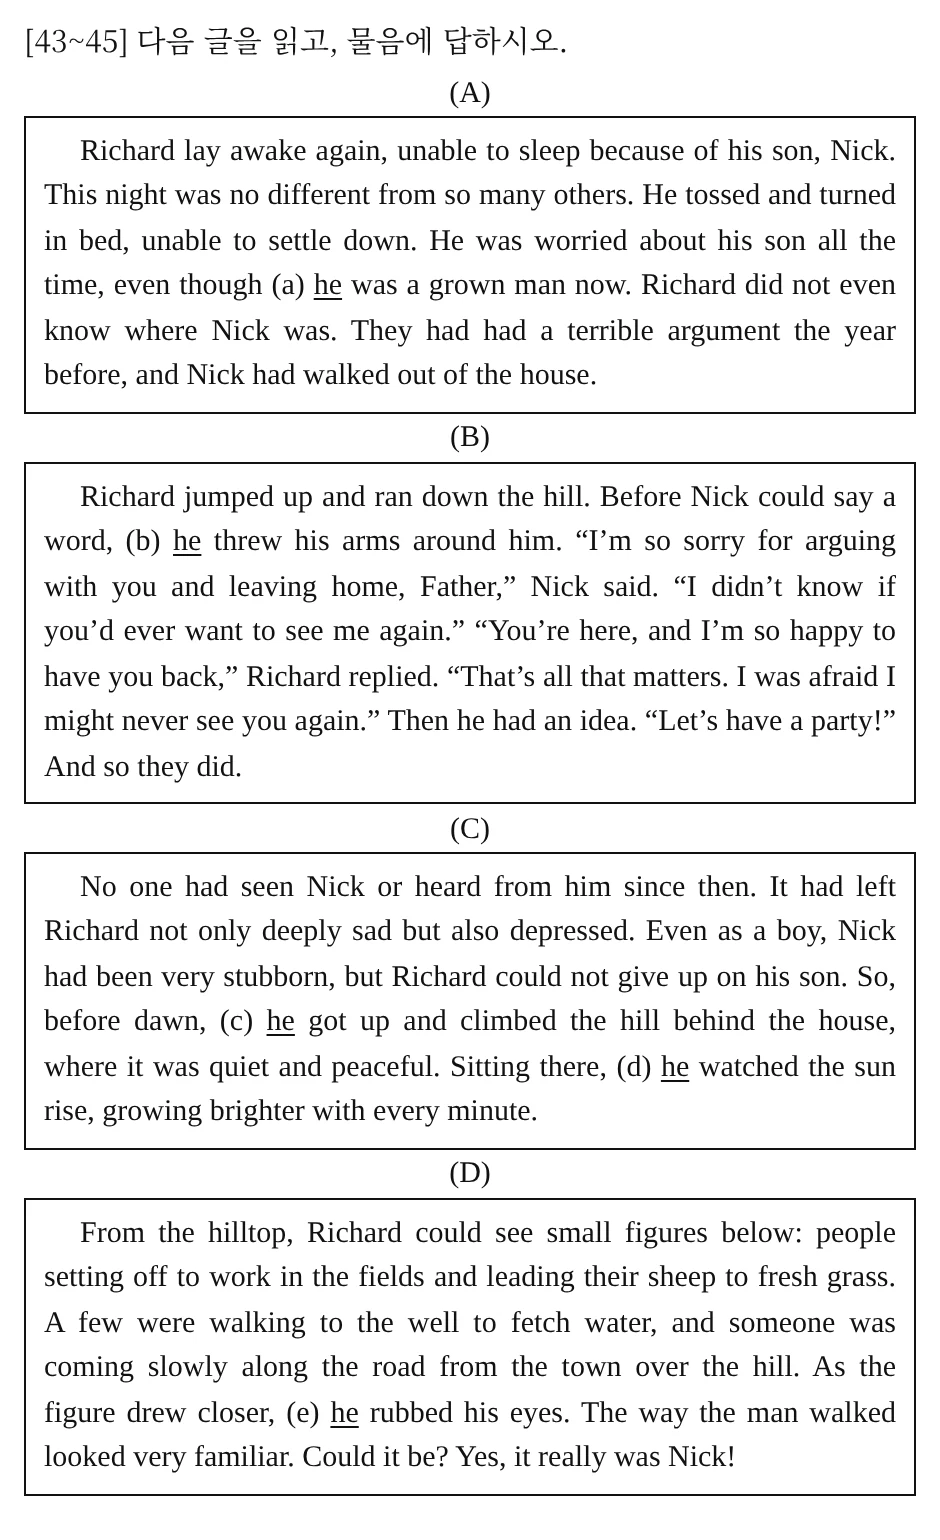 [43~45] 다음 글을 읽고, 물음에 답하시오.
(A)
Richard lay awake again, unable to sleep because of his son, Nick.
This night was no different from so many others. He tossed and turned
in bed, unable to settle down. He was worried about his son all the
time, even though (a) he was a grown man now. Richard did not even
know where Nick was. They had had a terrible argument the year
before, and Nick had walked out of the house.
(B)
Richard jumped up and ran down the hill. Before Nick could say a
word, (b) he threw his arms around him. “I’m so sorry for arguing
with you and leaving home, Father,” Nick said. “I didn’t know if
you’d ever want to see me again.” “You’re here, and I’m so happy to
have you back,” Richard replied. “That’s all that matters. I was afraid I
might never see you again.” Then he had an idea. “Let’s have a party!”
And so they did.
(C)
No one had seen Nick or heard from him since then. It had left
Richard not only deeply sad but also depressed. Even as a boy, Nick
had been very stubborn, but Richard could not give up on his son. So,
before dawn, (c) he got up and climbed the hill behind the house,
where it was quiet and peaceful. Sitting there, (d) he watched the sun
rise, growing brighter with every minute.
(D)
From the hilltop, Richard could see small figures below: people
setting off to work in the fields and leading their sheep to fresh grass.
A few were walking to the well to fetch water, and someone was
coming slowly along the road from the town over the hill. As the
figure drew closer, (e) he rubbed his eyes. The way the man walked
looked very familiar. Could it be? Yes, it really was Nick!